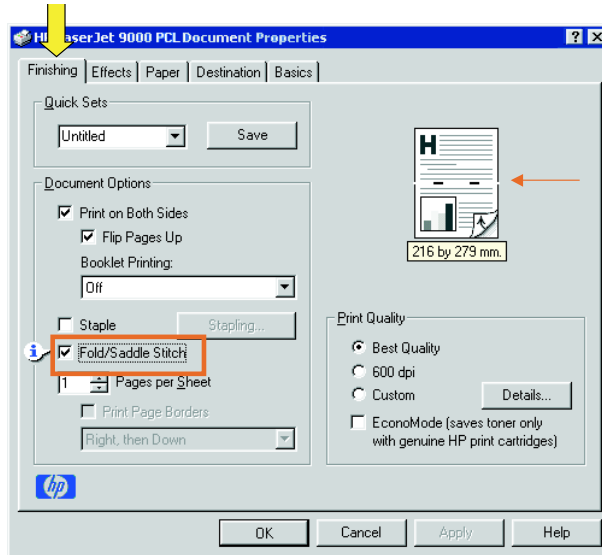 HP LaserJet 9000 PCL Document Properties
Finishing Effects Paper Destination Basics
Quick Sets
Untitled Save
Document Options
Print on Both Sides
Flip Pages Up
Booklet Printing:
Off
Staple Stapling...
Fold/Saddle Stitch
1 Pages per Sheet
Print Page Borders
Right, then Down
H
216 by 279 mm.
Print Quality
Best Quality
600 dpi
Custom Details...
EconoMode (saves toner only
with genuine HP print cartridges)
hp
OK Cancel Apply Help